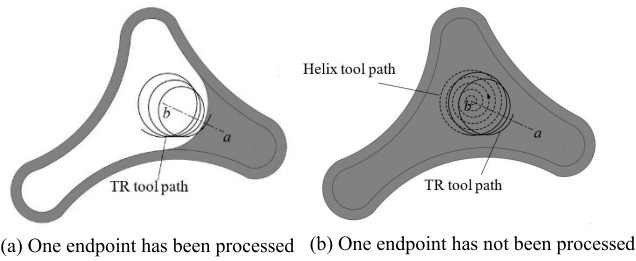 b
a
TR tool path
(a) One endpoint has been processed
Helix tool path
b
a
TR tool path
(b) One endpoint has not been processed